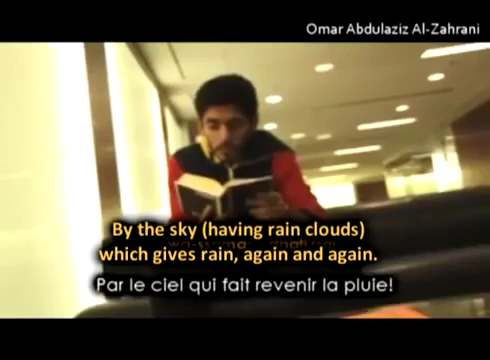 Omar Abdulaziz Al-Zahrani
By the sky (having rain clouds)
which gives rain, again and again.
Par le ciel qui fait revenir la pluie!